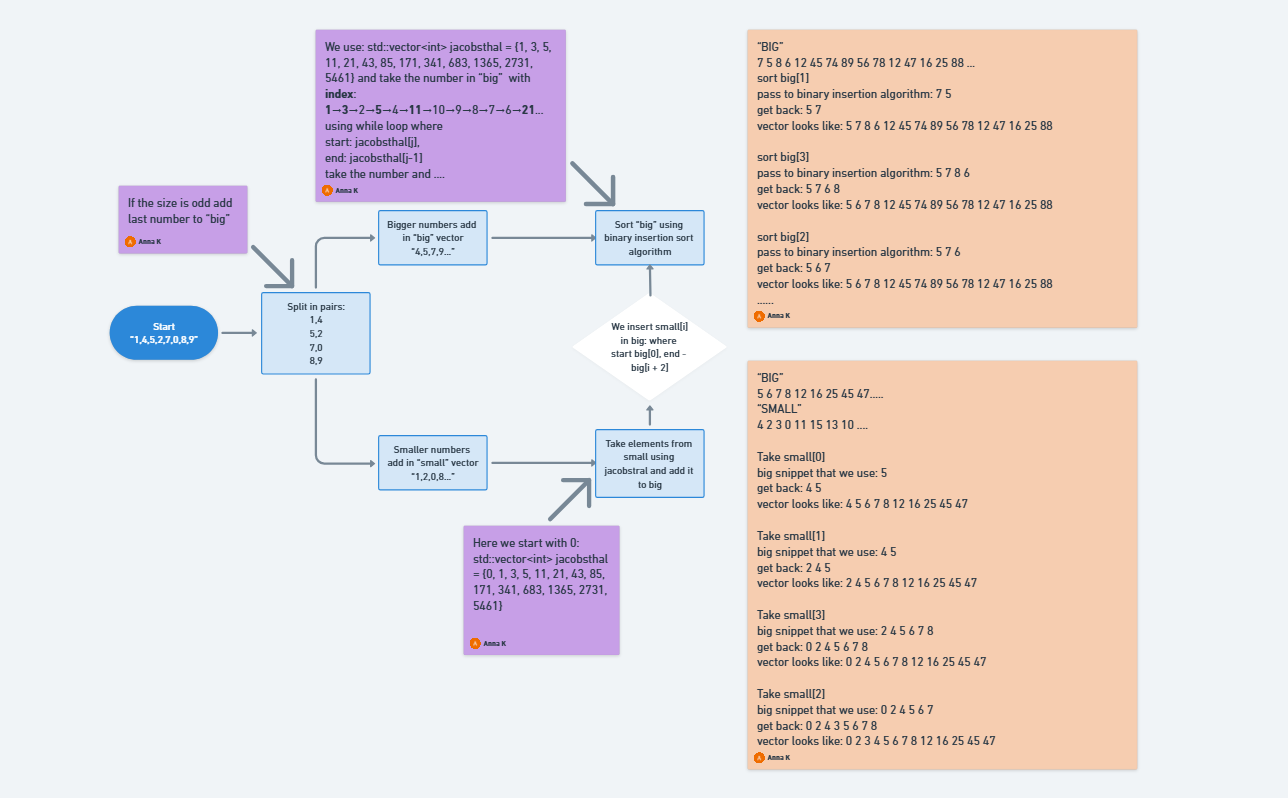 We use: std::vector<int> jacobsthal = {1, 3, 5,
11, 21, 43, 85, 171, 341, 683, 1365, 2731,
5461} and take the number in "big"  with
index:
1→3→2→5→4→11→10→9→8→7→6→21...
using while loop where
start: jacobsthal[j],
end: jacobsthal[j-1]
take the number and ....
A Anna K
If the size is odd add
last number to "big"
A Anna K
Start
"1,4,5,2,7,0,8,9"
Split in pairs:
1,4
5,2
7,0
8,9
Bigger numbers add
in "big" vector
"4,5,7,9..."
Sort "big" using
binary insertion sort
algorithm
We insert small[i]
in big: where
start big[0], end -
big[i + 2]
Smaller numbers
add in "small" vector
"1,2,0,8..."
Take elements from
small using
jacobstral and add it
to big
Here we start with 0:
std::vector<int> jacobsthal
= {0, 1, 3, 5, 11, 21, 43, 85,
171, 341, 683, 1365, 2731,
5461}
A Anna K
"BIG"
7 5 8 6 12 45 74 89 56 78 12 47 16 25 88 ...
sort big[1]
pass to binary insertion algorithm: 7 5
get back: 5 7
vector looks like: 5 7 8 6 12 45 74 89 56 78 12 47 16 25 88
sort big[3]
pass to binary insertion algorithm: 5 7 8 6
get back: 5 7 6 8
vector looks like: 5 6 7 8 12 45 74 89 56 78 12 47 16 25 88
sort big[2]
pass to binary insertion algorithm: 5 7 6
get back: 5 6 7
vector looks like: 5 6 7 8 12 45 74 89 56 78 12 47 16 25 88
......
A Anna K
"BIG"
5 6 7 8 12 16 25 45 47.....
"SMALL"
4 2 3 0 11 15 13 10 ....
Take small[0]
big snippet that we use: 5
get back: 4 5
vector looks like: 4 5 6 7 8 12 16 25 45 47
Take small[1]
big snippet that we use: 4 5
get back: 2 4 5
vector looks like: 2 4 5 6 7 8 12 16 25 45 47
Take small[3]
big snippet that we use: 2 4 5 6 7 8
get back: 0 2 4 5 6 7 8
vector looks like: 0 2 4 5 6 7 8 12 16 25 45 47
Take small[2]
big snippet that we use: 0 2 4 5 6 7
get back: 0 2 4 3 5 6 7 8
vector looks like: 0 2 3 4 5 6 7 8 12 16 25 45 47
A Anna K